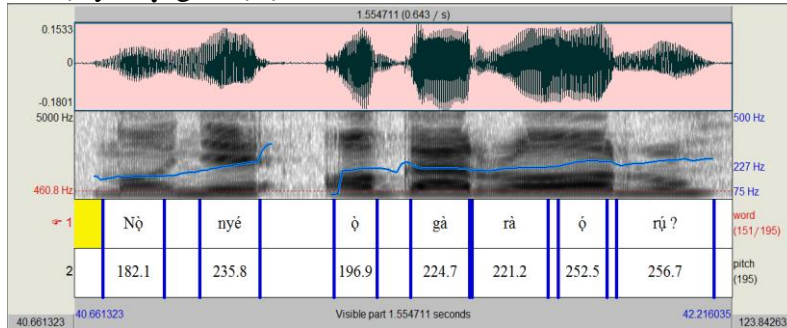 1.554711 (0.643 / s)
0.1533
0
-0.1801
5000 Hz
460.8 Hz
500 Hz
227 Hz
75 Hz
1 Nọ̀ nyé ọ̀ gà rà ọ́ rụ́ ? word (151/195)
2 182.1 235.8 196.9 224.7 221.2 252.5 256.7 pitch (195)
40.661323 40.661323 Visible part 1.554711 seconds 42.216035 123.84263